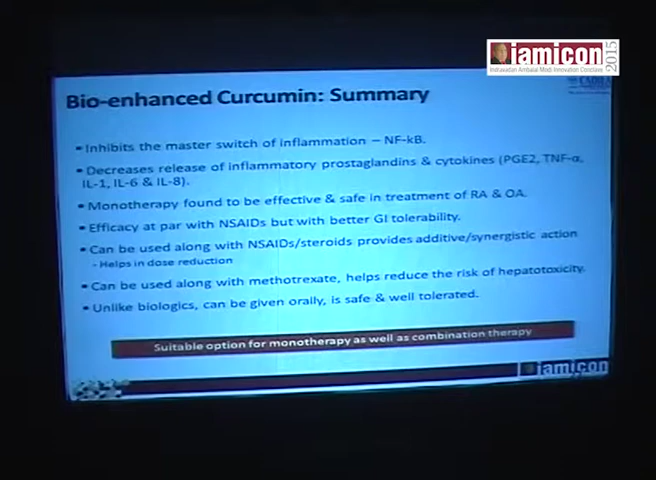 iamicon
2015
Indravadan Ambalal Modi Innovation Conclave
Bio-enhanced Curcumin: Summary
▪ Inhibits the master switch of inflammation – NF-kB.
▪ Decreases release of inflammatory prostaglandins & cytokines (PGE2, TNF-α,
IL-1, IL-6 & IL-8).
▪ Monotherapy found to be effective & safe in treatment of RA & OA.
▪ Efficacy at par with NSAIDs but with better GI tolerability.
▪ Can be used along with NSAIDs/steroids provides additive/synergistic action
- Helps in dose reduction
▪ Can be used along with methotrexate, helps reduce the risk of hepatotoxicity.
▪ Unlike biologics, can be given orally, is safe & well tolerated.
Suitable option for monotherapy as well as combination therapy
iamicon